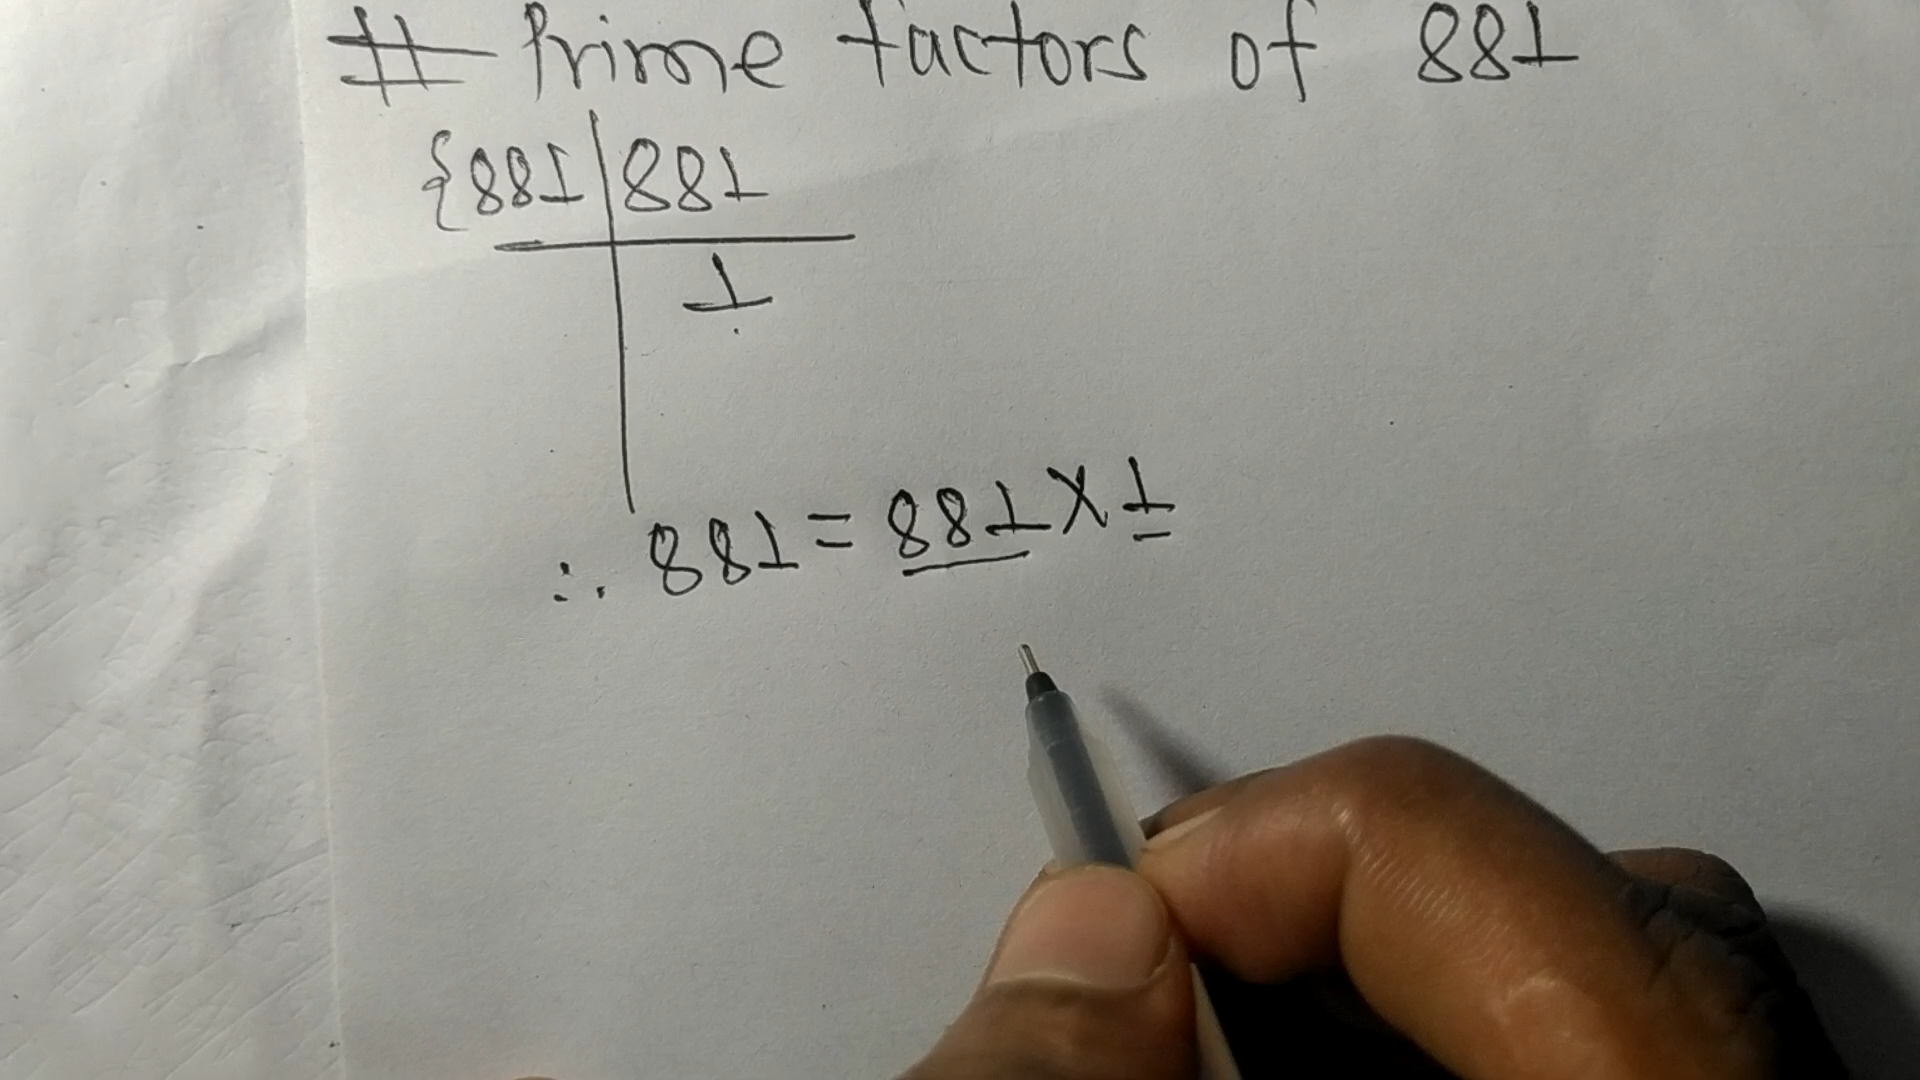 # Prime factors of 881
{881 | 881
1
∴ 881 = 881 X 1